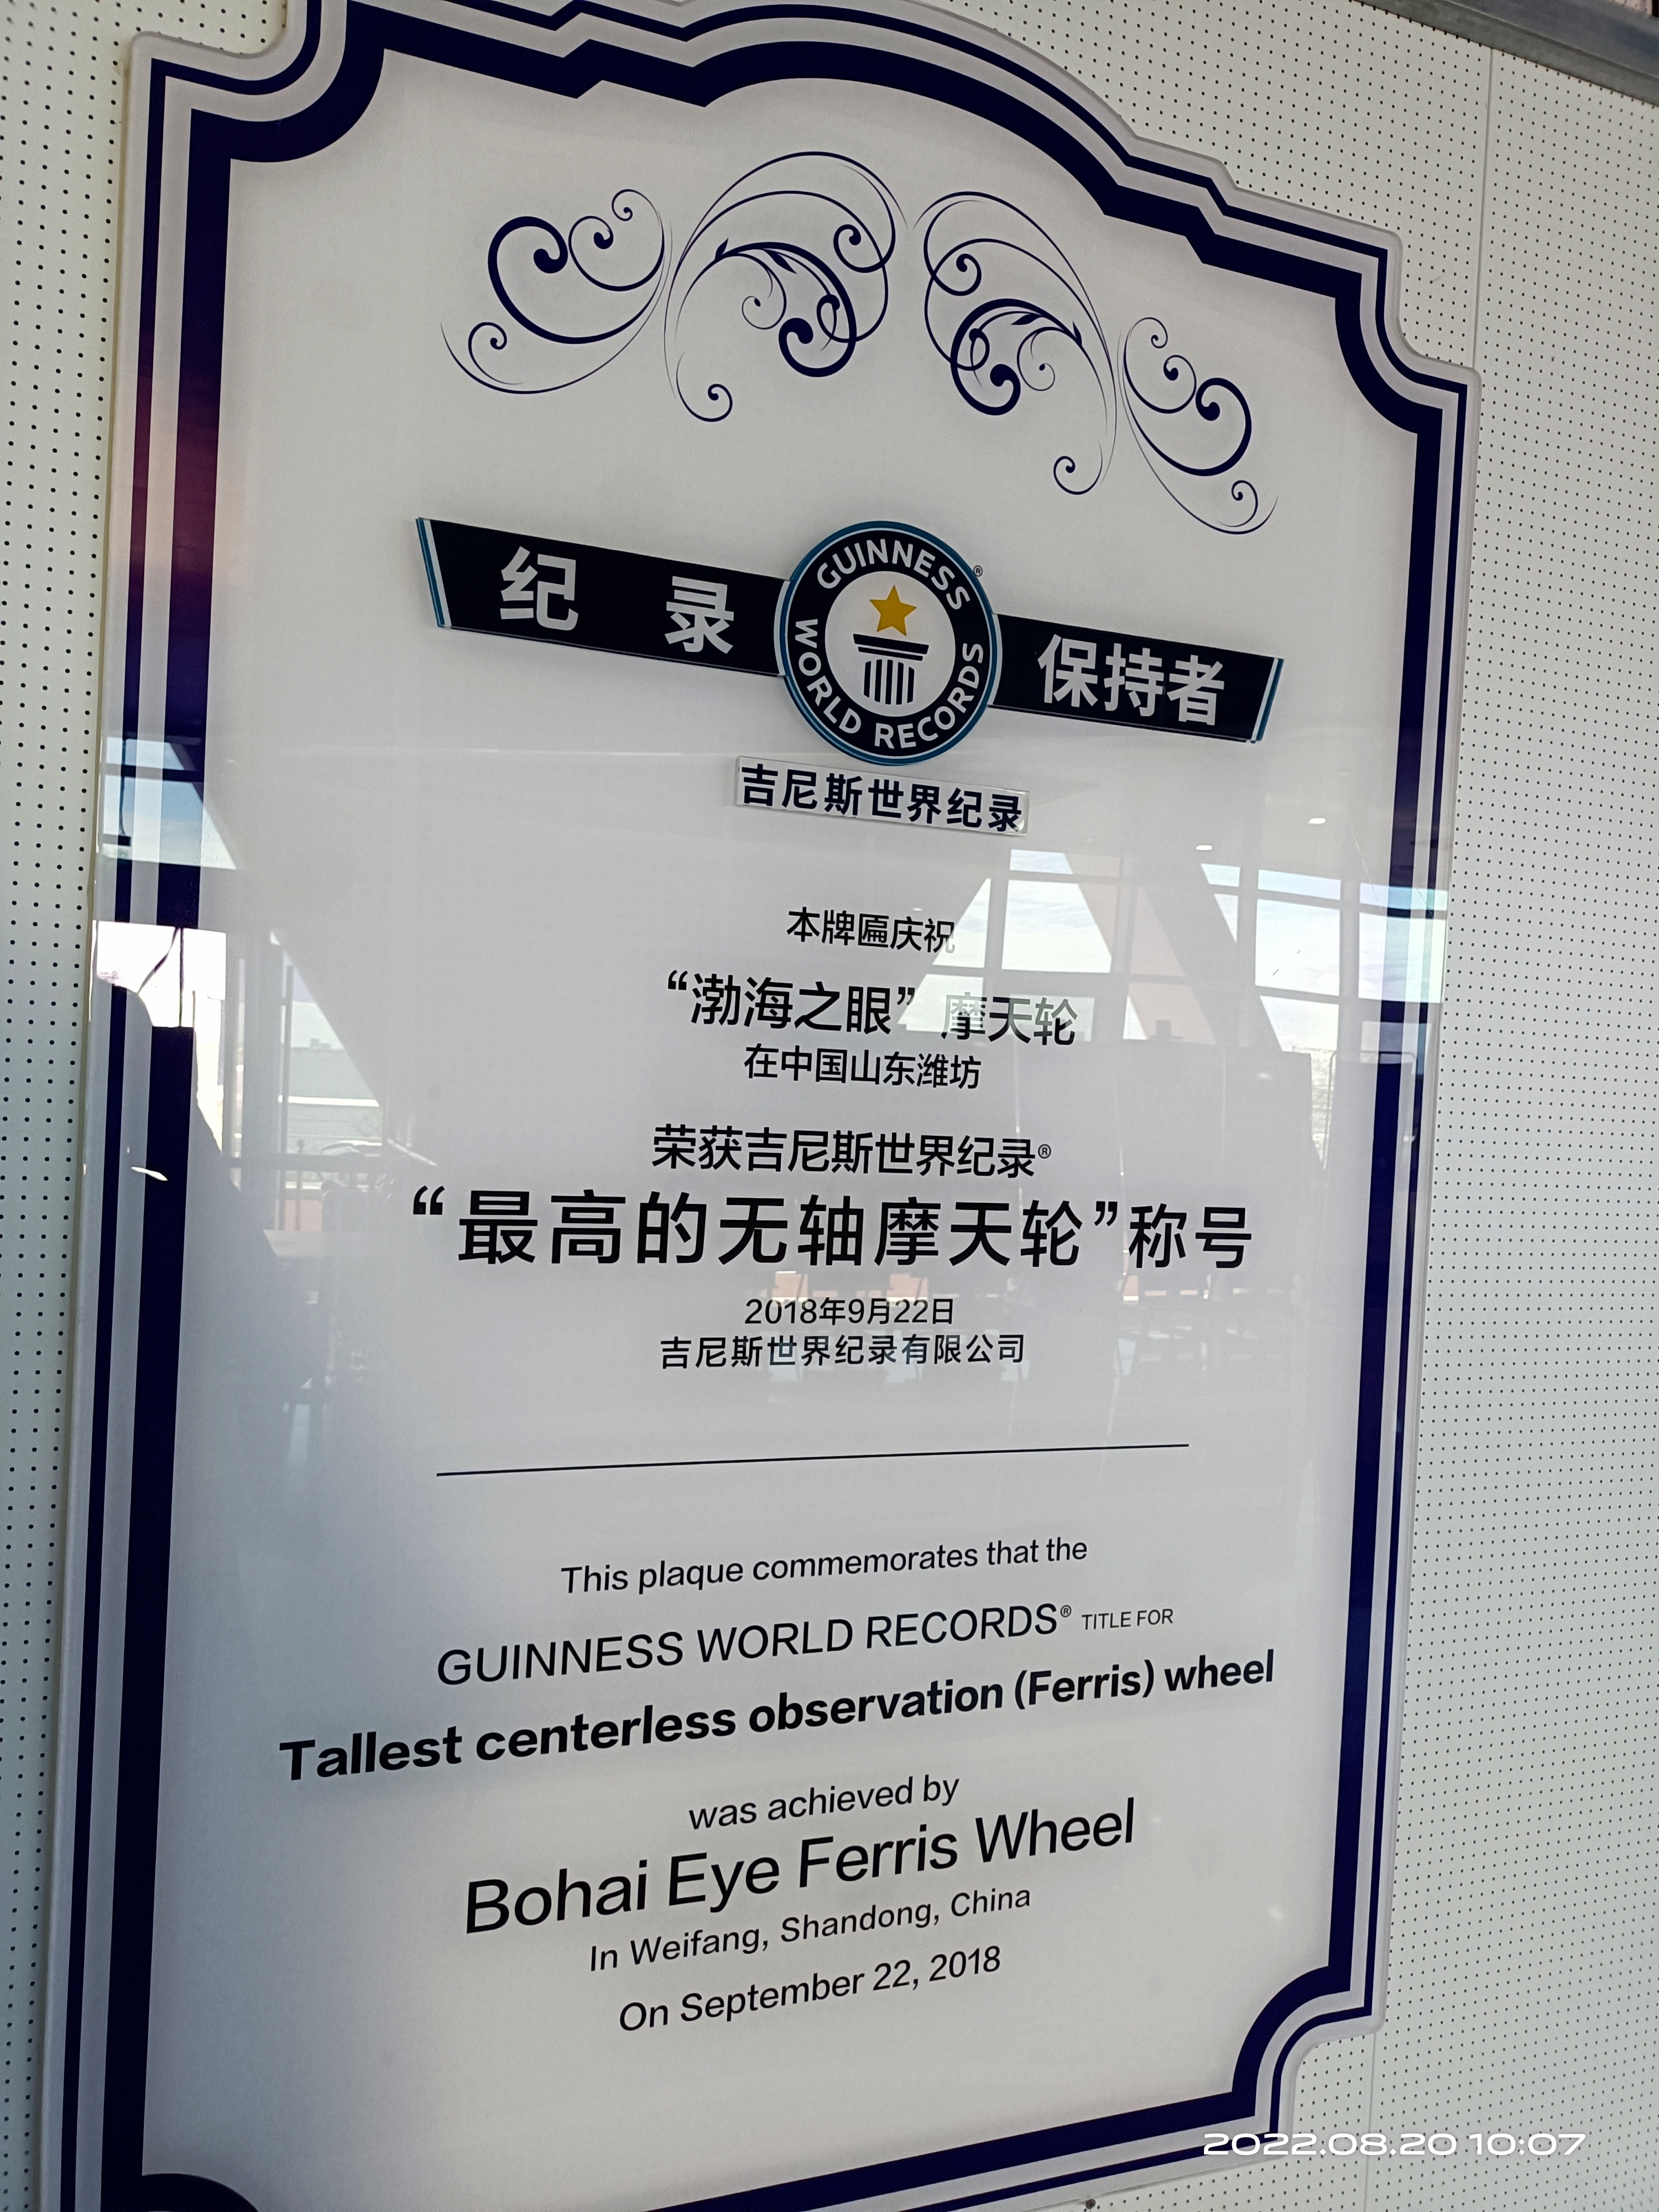 纪 录
GUINNESS WORLD RECORDS®
保持者
吉尼斯世界纪录
本牌匾庆祝
“渤海之眼”摩天轮
在中国山东潍坊
荣获吉尼斯世界纪录®
“最高的无轴摩天轮”称号
2018年9月22日
吉尼斯世界纪录有限公司
This plaque commemorates that the
GUINNESS WORLD RECORDS® TITLE FOR
Tallest centerless observation (Ferris) wheel
was achieved by
Bohai Eye Ferris Wheel
In Weifang, Shandong, China
On September 22, 2018
2022.08.20 10:07